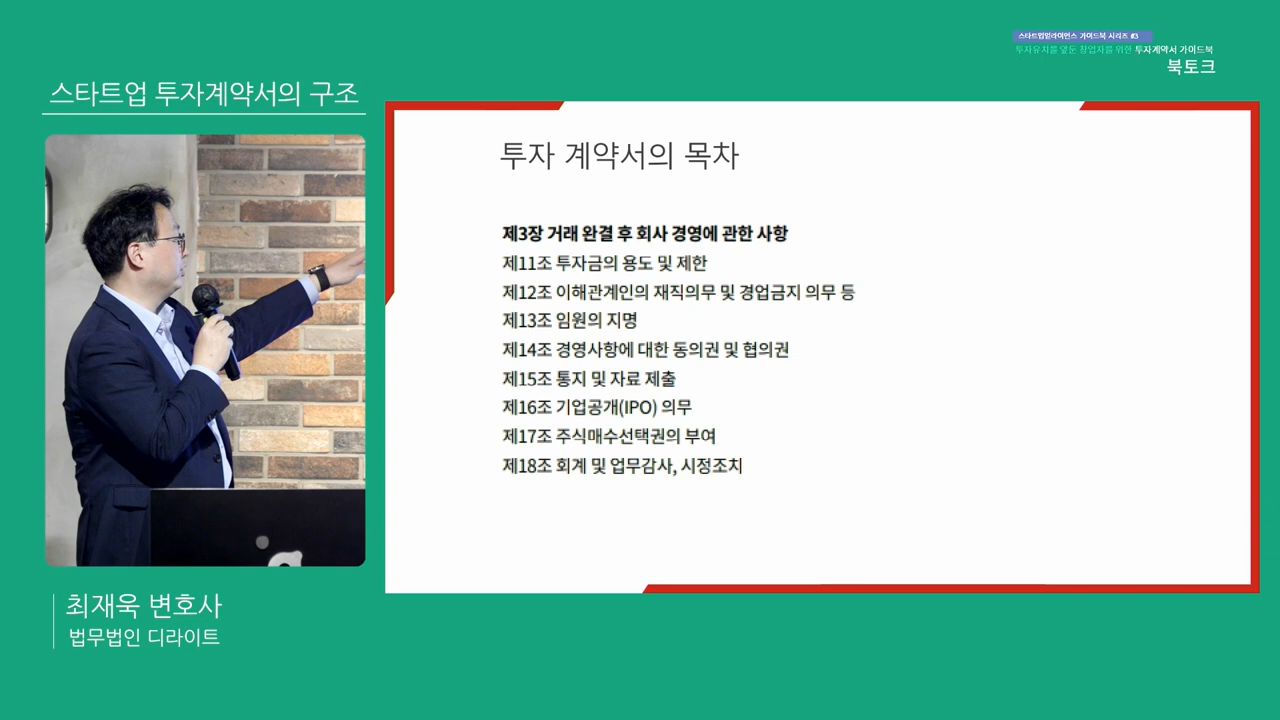 스타트업얼라이언스 가이드북 시리즈 #3
투자유치를 앞둔 창업자를 위한 투자계약서 가이드북
북토크
스타트업 투자계약서의 구조
투자 계약서의 목차
제3장 거래 완결 후 회사 경영에 관한 사항
제11조 투자금의 용도 및 제한
제12조 이해관계인의 재직의무 및 경업금지 의무 등
제13조 임원의 지명
제14조 경영사항에 대한 동의권 및 협의권
제15조 통지 및 자료 제출
제16조 기업공개(IPO) 의무
제17조 주식매수선택권의 부여
제18조 회계 및 업무감사, 시정조치
최재욱 변호사
법무법인 디라이트